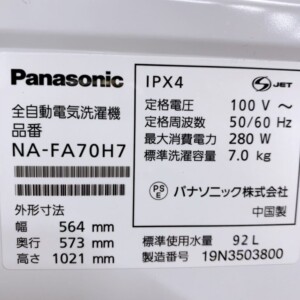 Panasonic
全自動電気洗濯機
品番
NA-FA70H7
外形寸法
幅 564 mm
奥行 573 mm
高さ 1021 mm
IPX4
S JET
定格電圧 100 V ～
定格周波数 50/60 Hz
最大消費電力 280 W
標準洗濯容量 7.0 kg
PS E
パナソニック株式会社
中国製
標準使用水量 92 L
製造番号 19N3503800